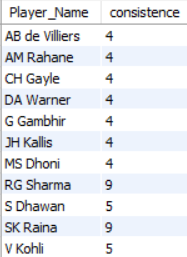 Player_Name consistence
AB de Villiers 4
AM Rahane 4
CH Gayle 4
DA Warner 4
G Gambhir 4
JH Kallis 4
MS Dhoni 4
RG Sharma 9
S Dhawan 5
SK Raina 9
V Kohli 5